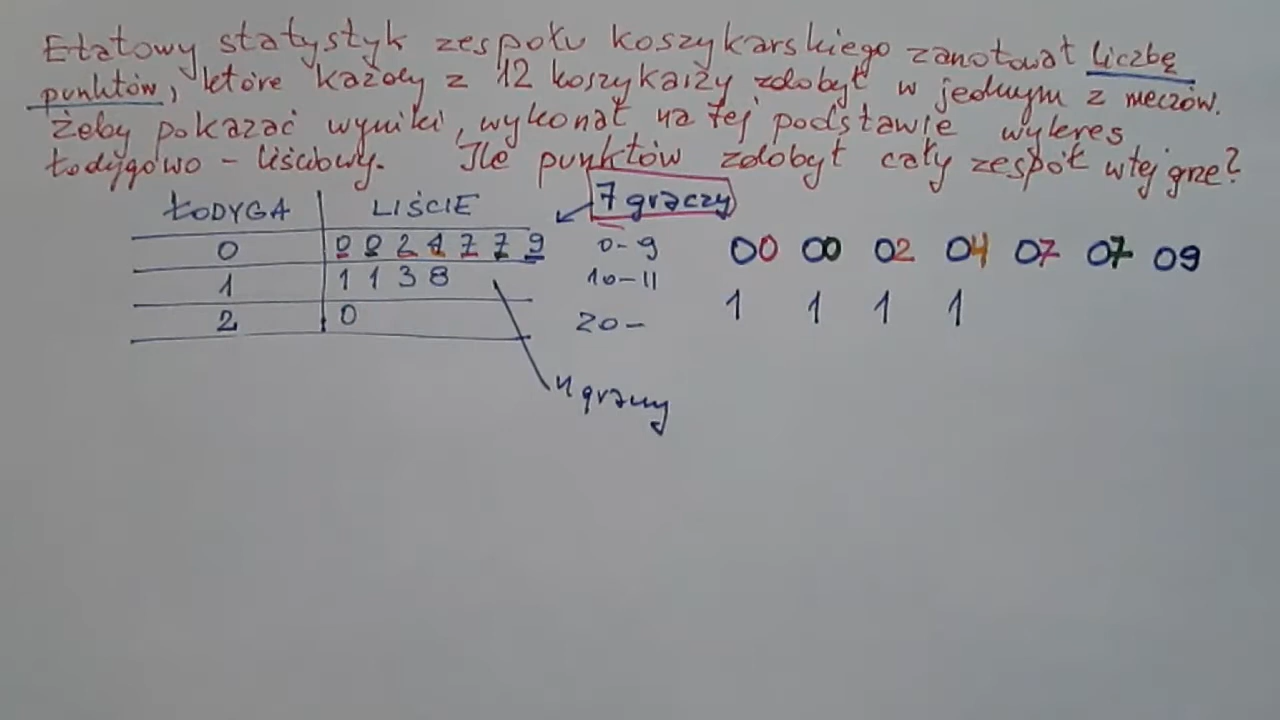 Etatowy statystyk zespołu koszykarskiego zanotował liczbę
punktów, które każdy z 12 koszykarzy zdobył w jednym z meczów.
Żeby pokazać wyniki, wykonał na tej podstawie wykres
łodygowo - liściowy. Ile punktów zdobył cały zespół w tej grze?
ŁODYGA LIŚCIE 7 graczy
0 0 0 2 4 7 7 9 0-9 00 00 02 04 07 07 09
1 1 1 3 8 10-11 1 1 1 1
2 0 20-
4 graczy